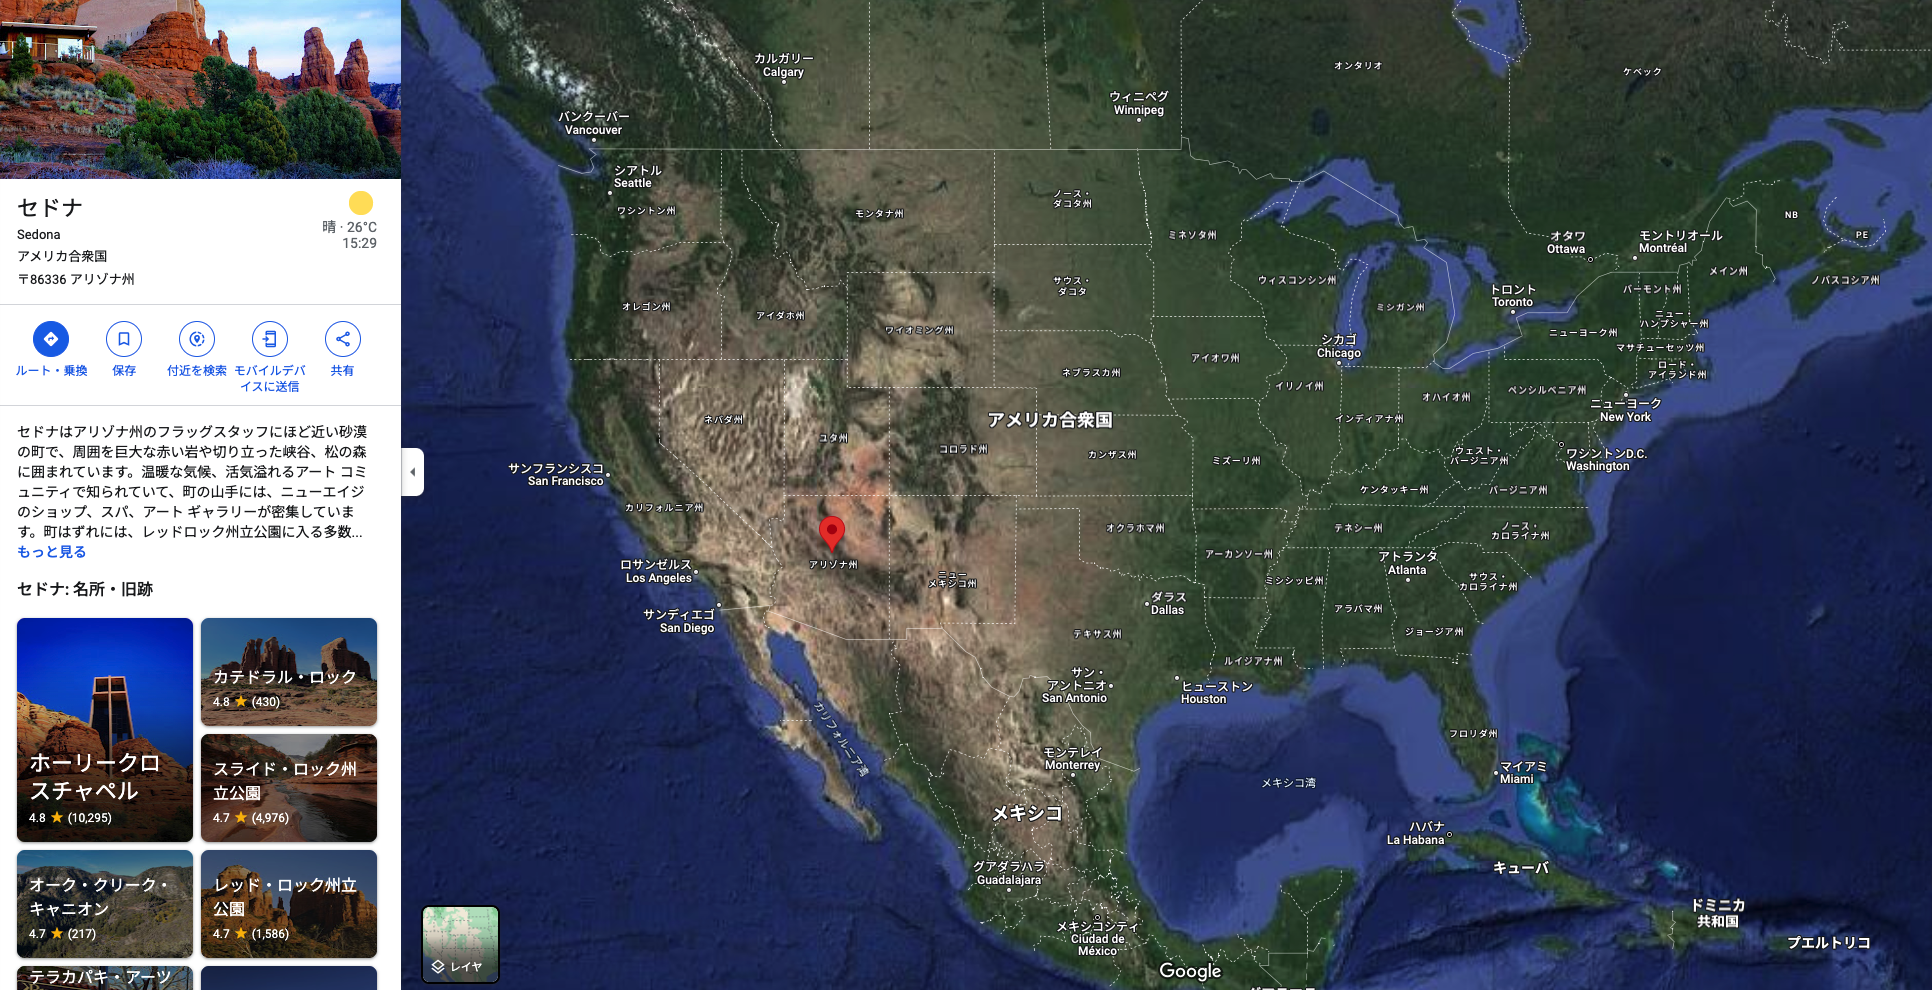 セドナ
Sedona
アメリカ合衆国
〒86336 アリゾナ州
晴 · 26°C
15:29
ルート・乗換
保存
付近を検索
モバイルデバ
イスに送信
共有
セドナはアリゾナ州のフラッグスタッフにほど近い砂漠
の町で、周囲を巨大な赤い岩や切り立った峡谷、松の森
に囲まれています。温暖な気候、活気溢れるアート コミ
ュニティで知られていて、町の山手には、ニューエイジ
のショップ、スパ、アート ギャラリーが密集していま
す。町はずれには、レッドロック州立公園に入る多数...
もっと見る
セドナ: 名所・旧跡
ホーリークロ
スチャペル
4.8 ★ (10,295)
カテドラル・ロック
4.8 ★ (430)
スライド・ロック州
立公園
4.7 ★ (4,976)
オーク・クリーク・
キャニオン
4.7 ★ (217)
レッド・ロック州立
公園
4.7 ★ (1,586)
テラカパキ・アーツ
カルガリー
Calgary
オンタリオ
ケベック
ウィニペグ
Winnipeg
バンクーバー
Vancouver
シアトル
Seattle
ワシントン州
モンタナ州
ノース・
ダコタ州
ミネソタ州
オタワ
Ottawa
モントリオール
Montréal
NB
PE
メイン州
ノバスコシア州
オレゴン州
アイダホ州
ワイオミング州
サウス・
ダコタ
ウィスコンシン州
ミシガン州
トロント
Toronto
バーモント州
ニュー
ハンプシャー州
ニューヨーク州
マサチューセッツ州
ロード・
アイランド州
シカゴ
Chicago
アイオワ州
ネブラスカ州
イリノイ州
インディアナ州
オハイオ州
ペンシルベニア州
ニューヨーク
New York
ネバダ州
ユタ州
コロラド州
アメリカ合衆国
カンザス州
ミズーリ州
ウェスト・
バージニア州
ワシントンD.C.
Washington
サンフランシスコ
San Francisco
カリフォルニア州
ケンタッキー州
バージニア州
オクラホマ州
テネシー州
ノース・
カロライナ州
アリゾナ州
ニュー
メキシコ州
アーカンソー州
ミシシッピ州
アトランタ
Atlanta
サウス・
カロライナ州
ロサンゼルス
Los Angeles
サンディエゴ
San Diego
ダラス
Dallas
アラバマ州
ジョージア州
テキサス州
ルイジアナ州
サン・
アントニオ
San Antonio
ヒューストン
Houston
カリフォルニア湾
フロリダ州
モンテレイ
Monterrey
メキシコ湾
マイアミ
Miami
メキシコ
ハバナ
La Habana
キューバ
グアダラハラ
Guadalajara
メキシコシティ
Ciudad de
México
ドミニカ
共和国
プエルトリコ
レイヤ
Google